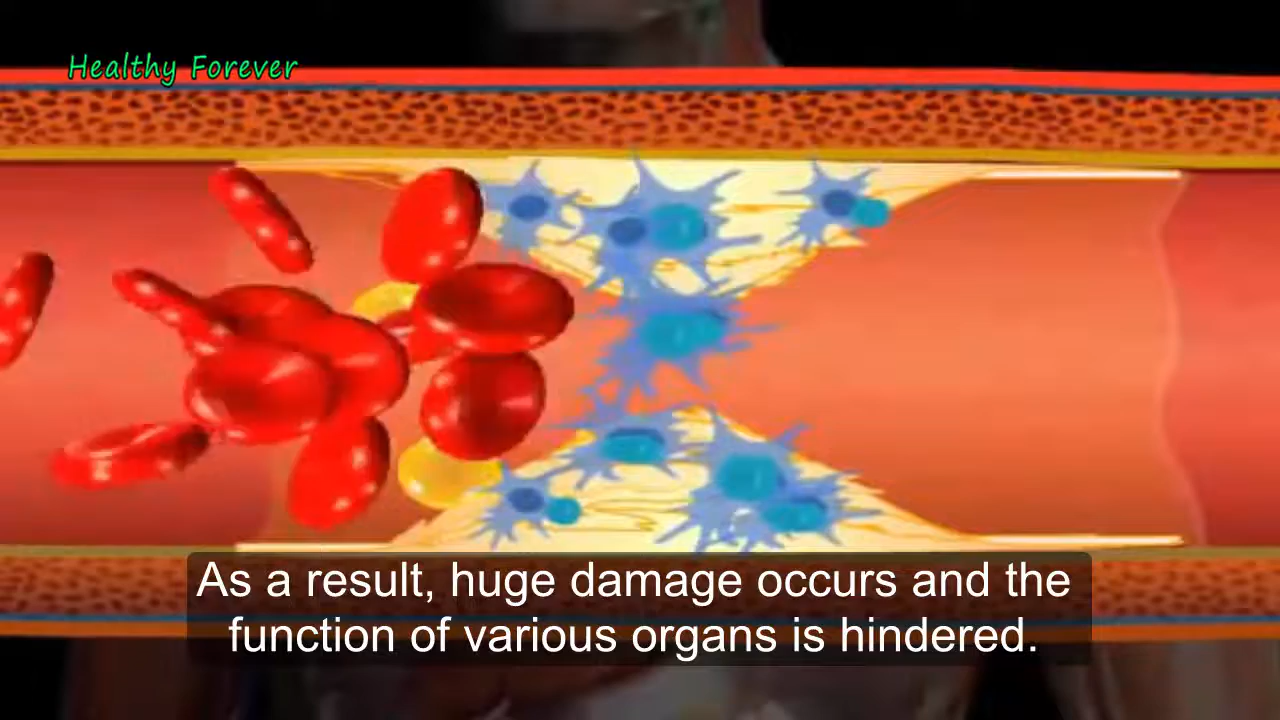 Healthy Forever
As a result, huge damage occurs and the
function of various organs is hindered.